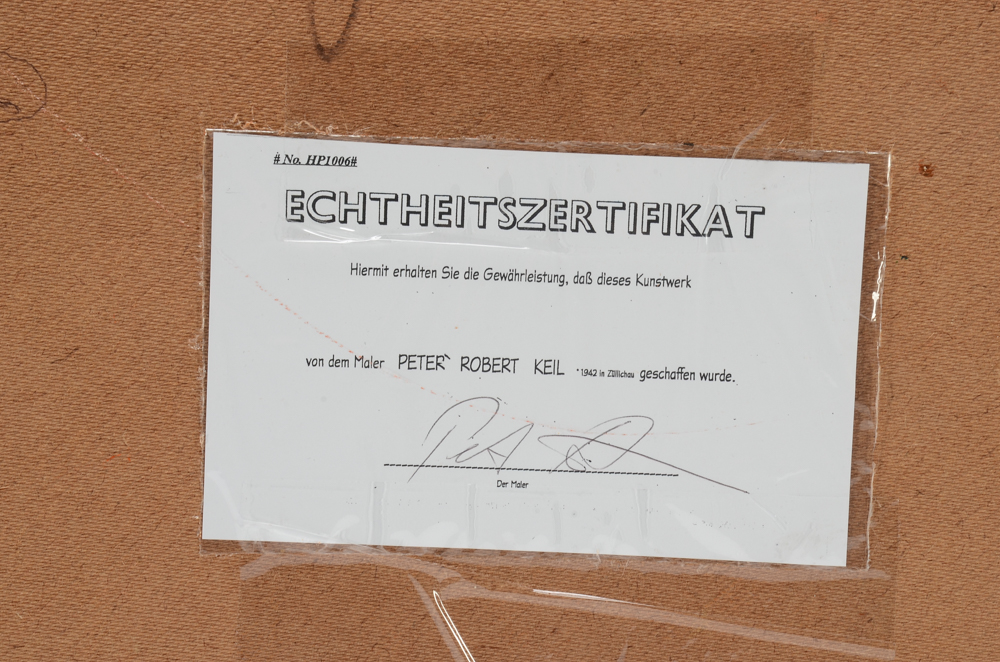 # No. HP1006#
ECHTHEITSZERTIFIKAT
Hiermit erhalten Sie die Gewährleistung, daß dieses Kunstwerk
von dem Maler PETER ROBERT KEIL *1942 in Züllichau geschaffen wurde.
Der Maler